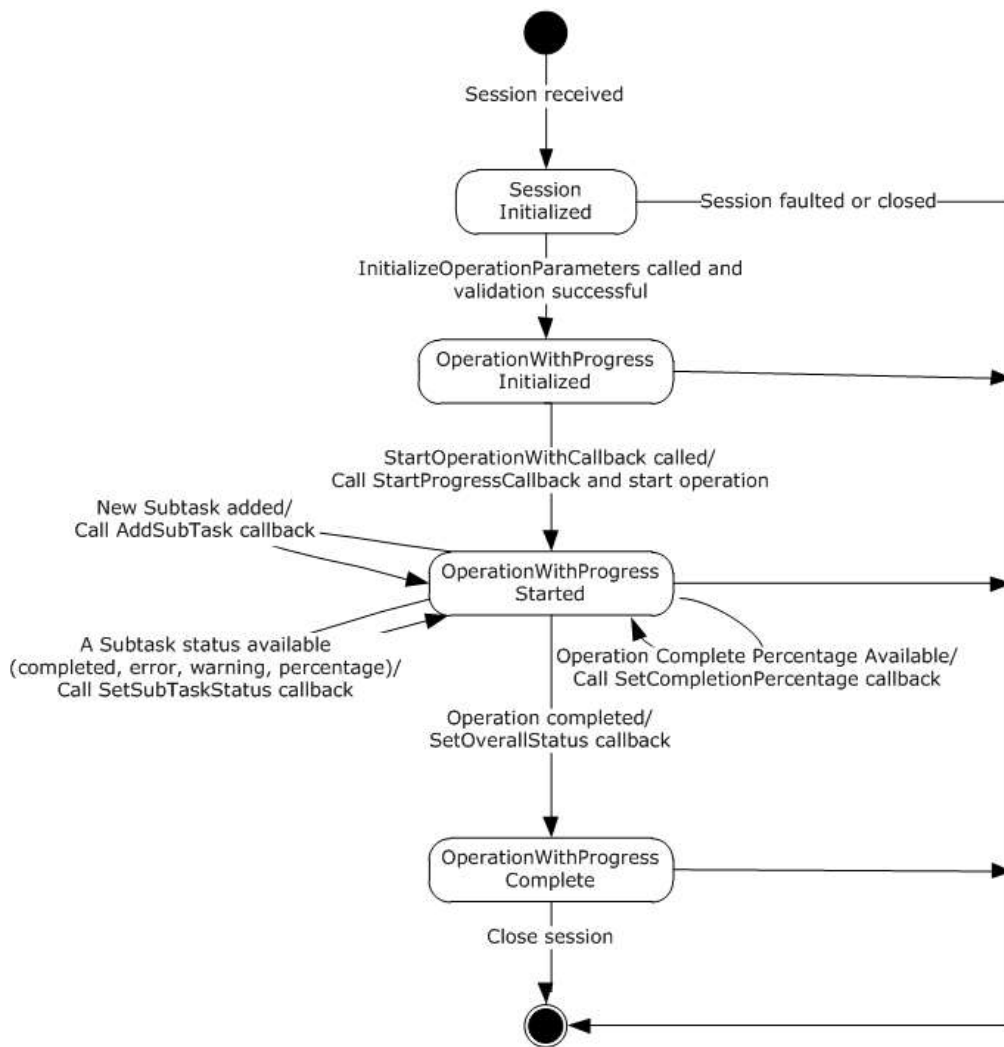 Session received
Session
Initialized
Session faulted or closed
InitializeOperationParameters called and
validation successful
OperationWithProgress
Initialized
StartOperationWithCallback called/
Call StartProgressCallback and start operation
New Subtask added/
Call AddSubTask callback
OperationWithProgress
Started
A Subtask status available
(completed, error, warning, percentage)/
Call SetSubTaskStatus callback
Operation Complete Percentage Available/
Call SetCompletionPercentage callback
Operation completed/
SetOverallStatus callback
OperationWithProgress
Complete
Close session